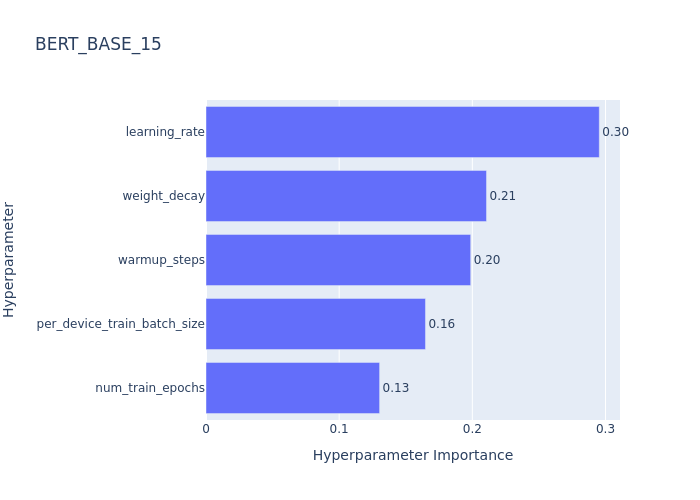 BERT_BASE_15
Hyperparameter
learning_rate 0.30
weight_decay 0.21
warmup_steps 0.20
per_device_train_batch_size 0.16
num_train_epochs 0.13
0 0.1 0.2 0.3
Hyperparameter Importance